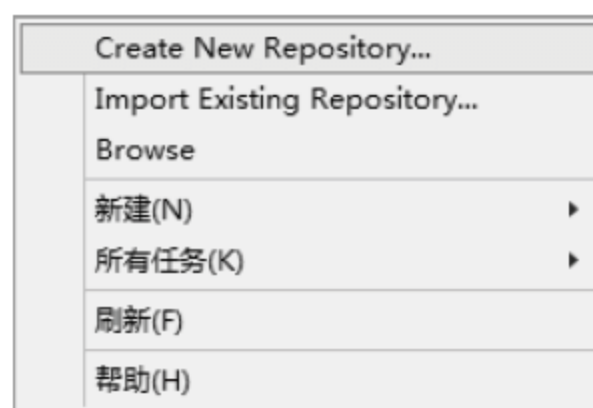 Create New Repository...
Import Existing Repository...
Browse
新建(N)
所有任务(K)
刷新(F)
帮助(H)